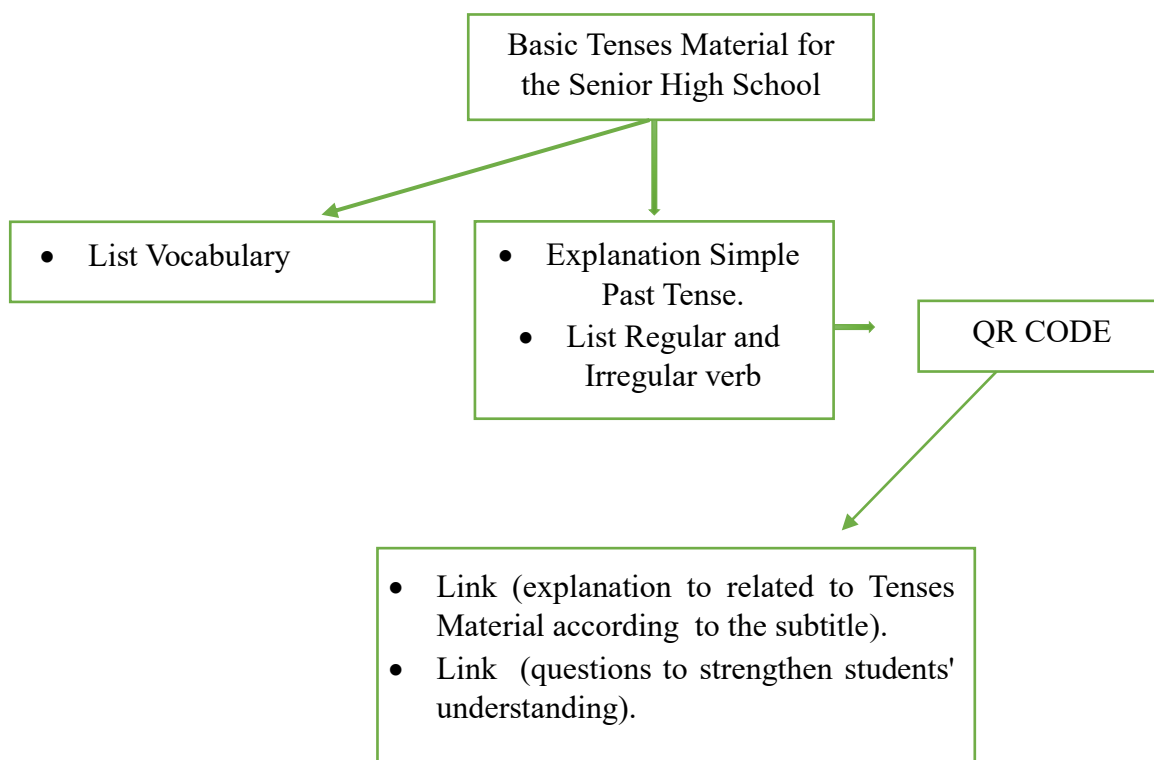 Basic Tenses Material for
the Senior High School
• List Vocabulary
• Explanation Simple
Past Tense.
• List Regular and
Irregular verb
QR CODE
• Link (explanation to related to Tenses
Material according to the subtitle).
• Link (questions to strengthen students'
understanding).